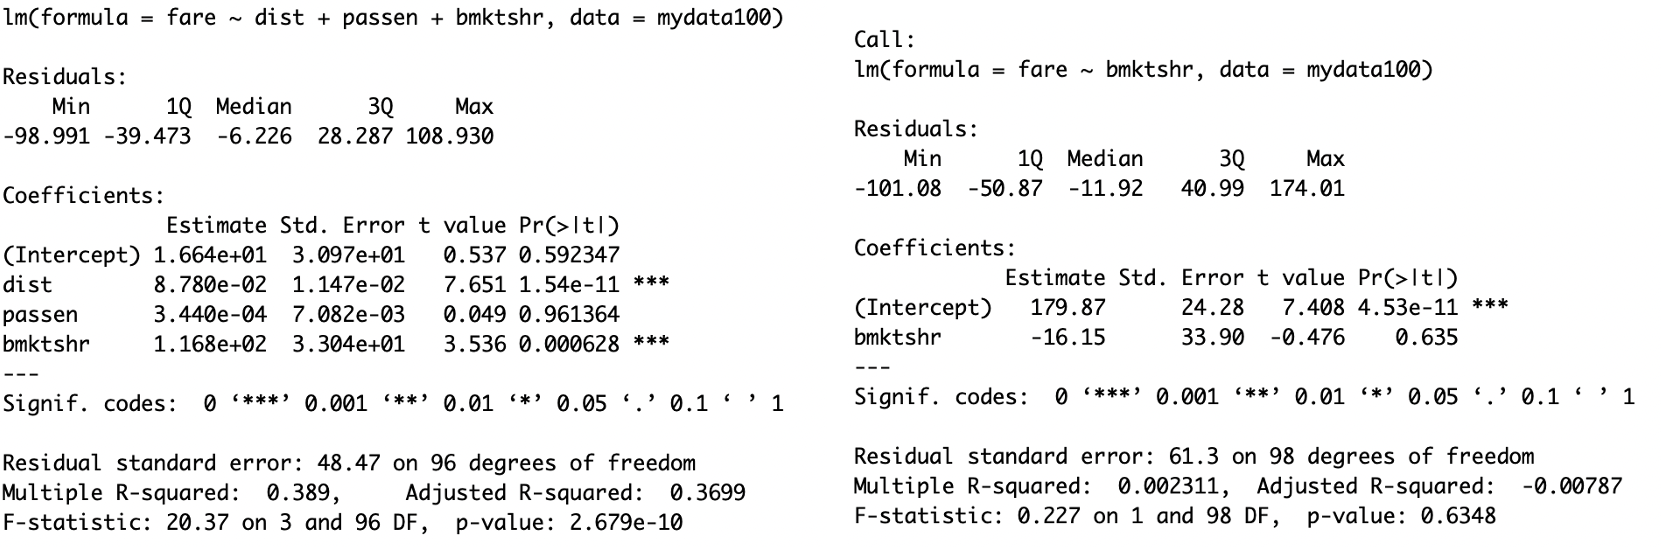 lm(formula = fare ~ dist + passen + bmktshr, data = mydata100)
Residuals:
Min 1Q Median 3Q Max
-98.991 -39.473 -6.226 28.287 108.930
Coefficients:
Estimate Std. Error t value Pr(>|t|)
(Intercept) 1.664e+01 3.097e+01 0.537 0.592347
dist 8.780e-02 1.147e-02 7.651 1.54e-11 ***
passen 3.440e-04 7.082e-03 0.049 0.961364
bmktshr 1.168e+02 3.304e+01 3.536 0.000628 ***
---
Signif. codes: 0 ‘***’ 0.001 ‘**’ 0.01 ‘*’ 0.05 ‘.’ 0.1 ‘ ’ 1
Residual standard error: 48.47 on 96 degrees of freedom
Multiple R-squared: 0.389, Adjusted R-squared: 0.3699
F-statistic: 20.37 on 3 and 96 DF, p-value: 2.679e-10
Call:
lm(formula = fare ~ bmktshr, data = mydata100)
Residuals:
Min 1Q Median 3Q Max
-101.08 -50.87 -11.92 40.99 174.01
Coefficients:
Estimate Std. Error t value Pr(>|t|)
(Intercept) 179.87 24.28 7.408 4.53e-11 ***
bmktshr -16.15 33.90 -0.476 0.635
---
Signif. codes: 0 ‘***’ 0.001 ‘**’ 0.01 ‘*’ 0.05 ‘.’ 0.1 ‘ ’ 1
Residual standard error: 61.3 on 98 degrees of freedom
Multiple R-squared: 0.002311, Adjusted R-squared: -0.00787
F-statistic: 0.227 on 1 and 98 DF, p-value: 0.6348